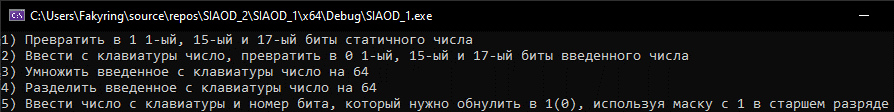 C:\Users\Fakyring\source\repos\SIAOD_2\SIAOD_1\x64\Debug\SIAOD_1.exe
1) Превратить в 1 1-ый, 15-ый и 17-ый биты статичного числа
2) Ввести с клавиатуры число, превратить в 0 1-ый, 15-ый и 17-ый биты введенного числа
3) Умножить введенное с клавиатуры число на 64
4) Разделить введенное с клавиатуры число на 64
5) Ввести число с клавиатуры и номер бита, который нужно обнулить в 1(0), используя маску с 1 в старшем разряде